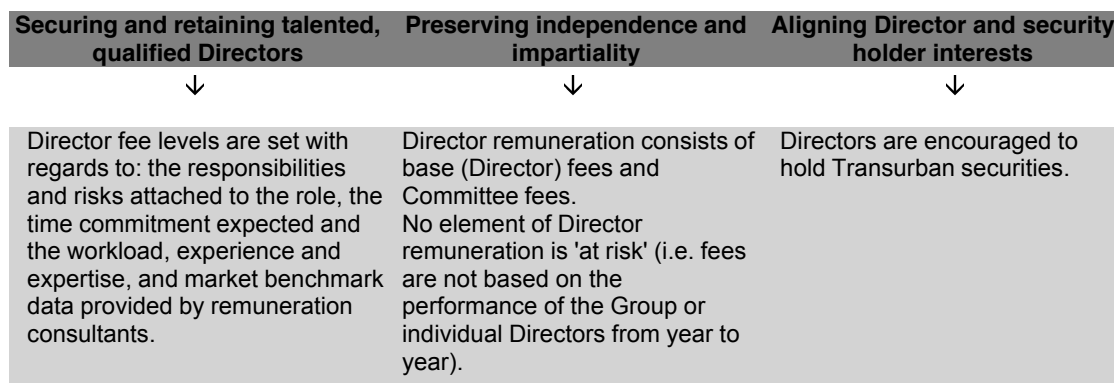 Securing and retaining talented,
qualified Directors
Preserving independence and
impartiality
Aligning Director and security
holder interests
↓
↓
↓
Director fee levels are set with
regards to: the responsibilities
and risks attached to the role, the
time commitment expected and
the workload, experience and
expertise, and market benchmark
data provided by remuneration
consultants.
Director remuneration consists of
base (Director) fees and
Committee fees.
No element of Director
remuneration is 'at risk' (i.e. fees
are not based on the
performance of the Group or
individual Directors from year to
year).
Directors are encouraged to
hold Transurban securities.